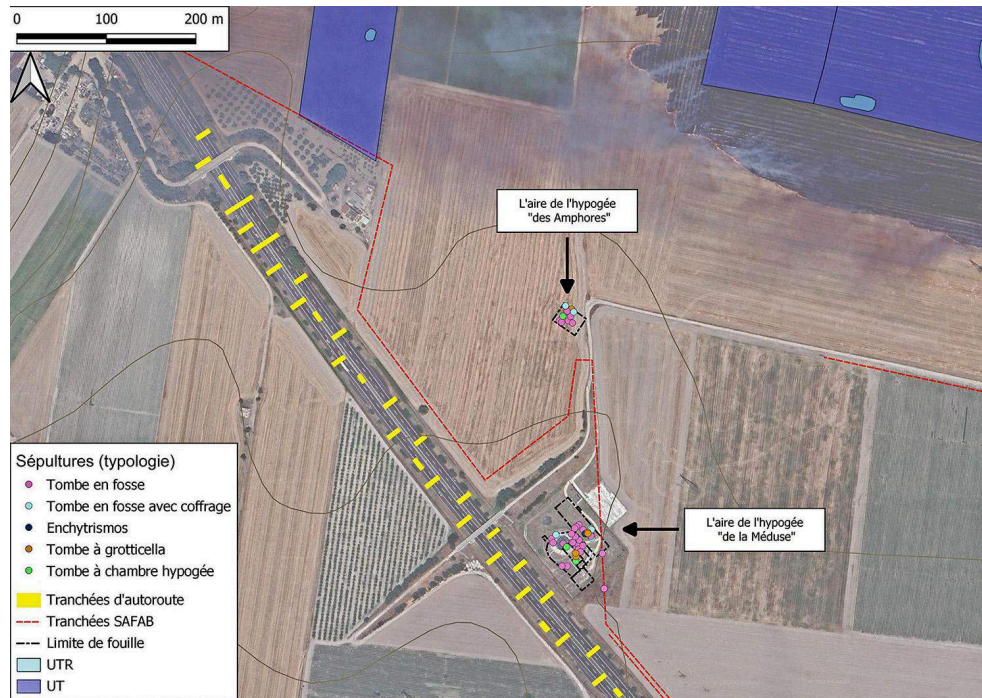 0 100 200 m
L'aire de l'hypogée
"des Amphores"
L'aire de l'hypogée
"de la Méduse"
Sépultures (typologie)
Tombe en fosse
Tombe en fosse avec coffrage
Enchytrismos
Tombe à grotticella
Tombe à chambre hypogée
Tranchées d'autoroute
Tranchées SAFAB
Limite de fouille
UTR
UT